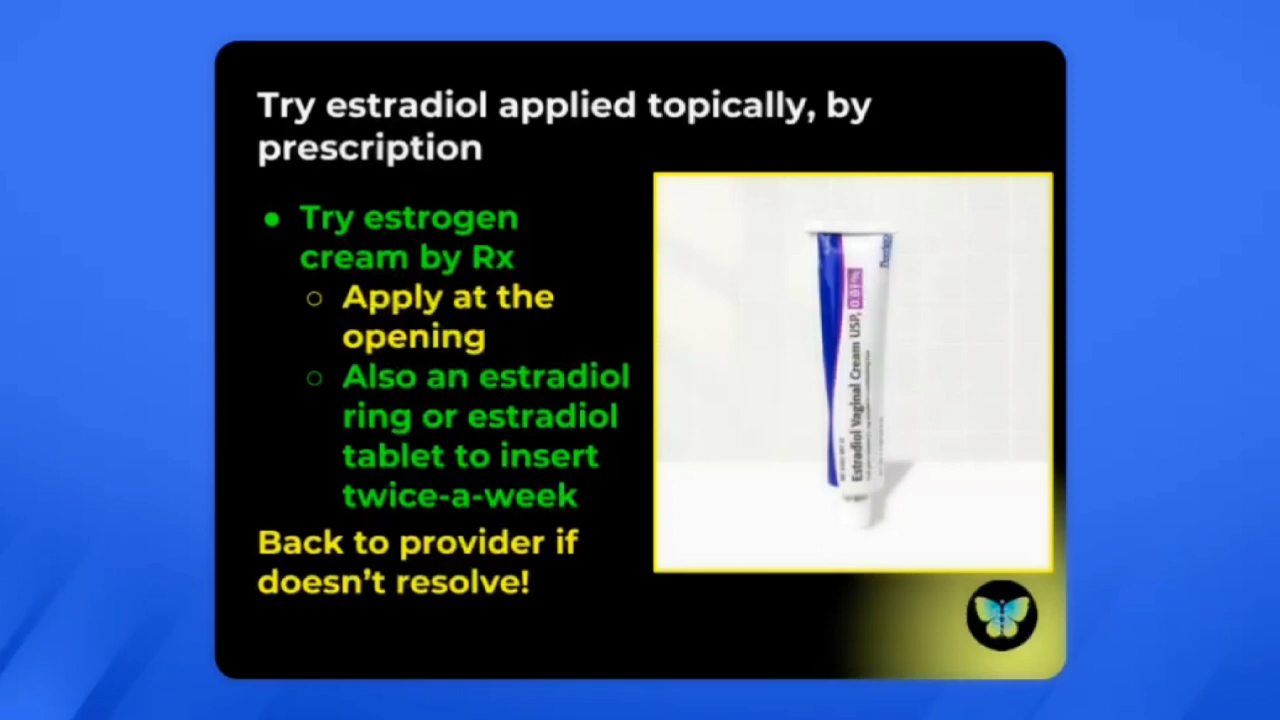 Try estradiol applied topically, by
prescription
● Try estrogen
cream by Rx
○ Apply at the
opening
○ Also an estradiol
ring or estradiol
tablet to insert
twice-a-week
Back to provider if
doesn’t resolve!
Estradiol Vaginal Cream USP, 0.01%